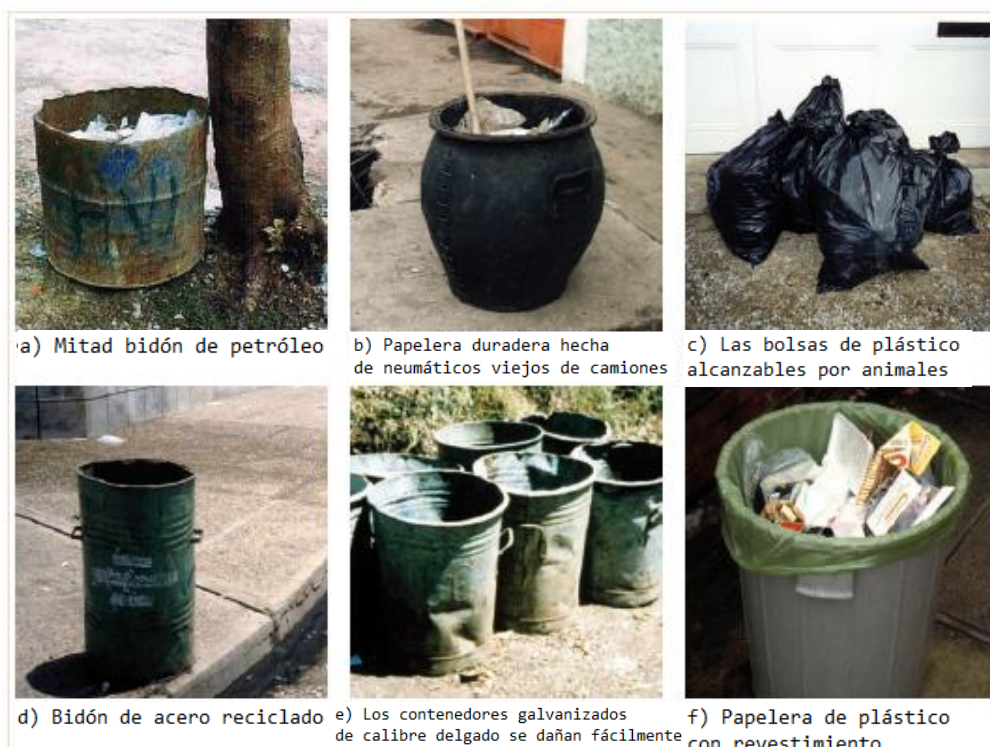 a) Mitad bidón de petróleo
b) Papelera duradera hecha
de neumáticos viejos de camiones
c) Las bolsas de plástico
alcanzables por animales
d) Bidón de acero reciclado
e) Los contenedores galvanizados
de calibre delgado se dañan fácilmente
f) Papelera de plástico
con revestimiento